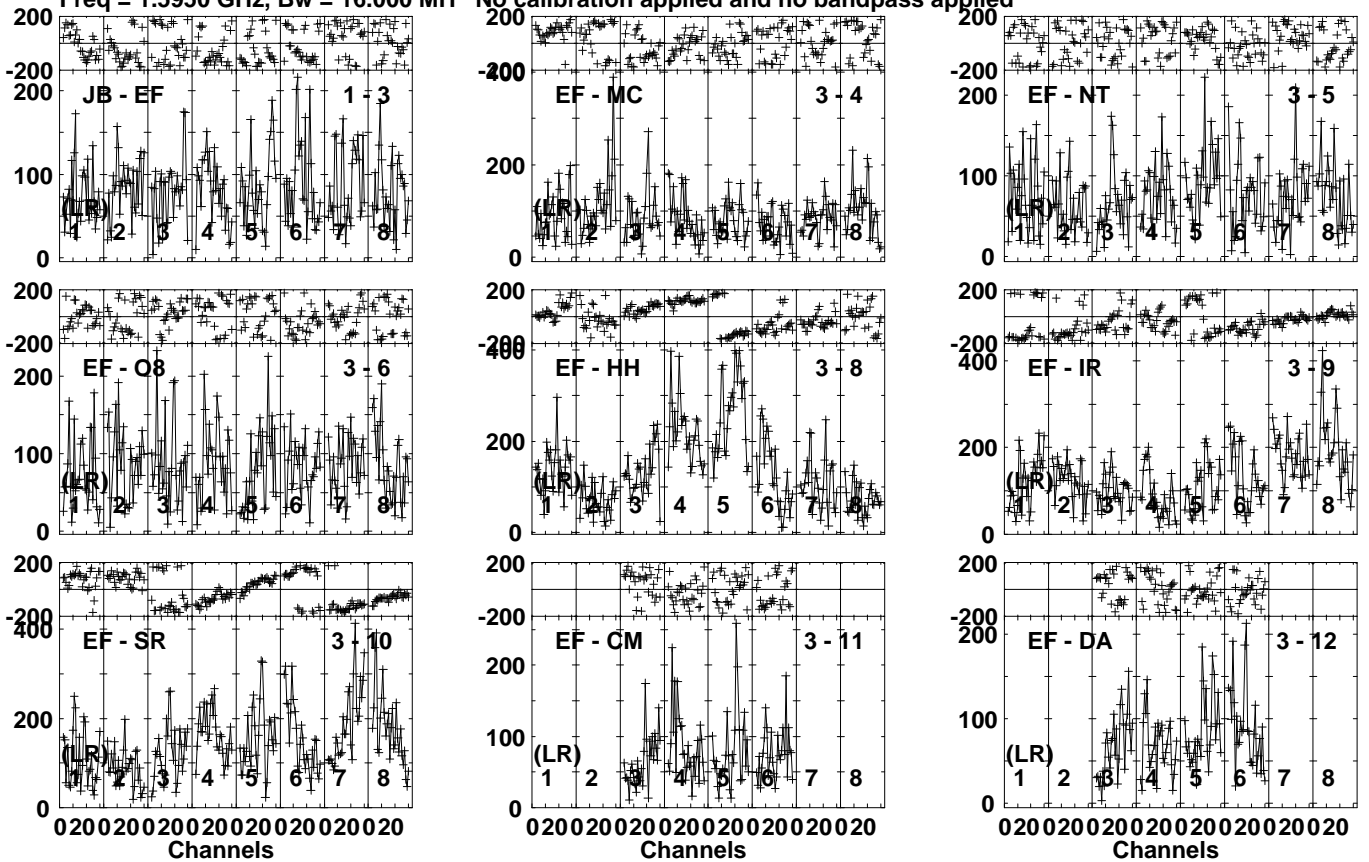 Freq = 1.5950 GHz, Bw = 16.000 MH No calibration applied and no bandpass applied
200 200 200
-200 -200 -200
200 400 200
JB - EF 1 - 3 EF - MC 3 - 4 EF - NT 3 - 5
100 200 100
(LR) (LR) (LR)
1 2 3 4 5 6 7 8 1 2 3 4 5 6 7 8 1 2 3 4 5 6 7 8
0 0 0
200 200 200
-200 -200 -200
200 400 400
EF - O8 3 - 6 EF - HH 3 - 8 EF - IR 3 - 9
100 200 200
(LR) (LR) (LR)
1 2 3 4 5 6 7 8 1 2 3 4 5 6 7 8 1 2 3 4 5 6 7 8
0 0 0
200 200 200
-200 -200 -200
400 200 200
EF - SR 3 - 10 EF - CM 3 - 11 EF - DA 3 - 12
200 100 100
(LR) (LR) (LR)
1 2 3 4 5 6 7 8 1 2 3 4 5 6 7 8 1 2 3 4 5 6 7 8
0 0 0
0 20 0 20 0 20 0 20 0 20 0 20 0 20 0 20 0 20 0 20 0 20 0 20 0 20 0 20 0 20 0 20 0 20 0 20 0 20 0 20 0 20 0 20 0 20 0 20
Channels Channels Channels